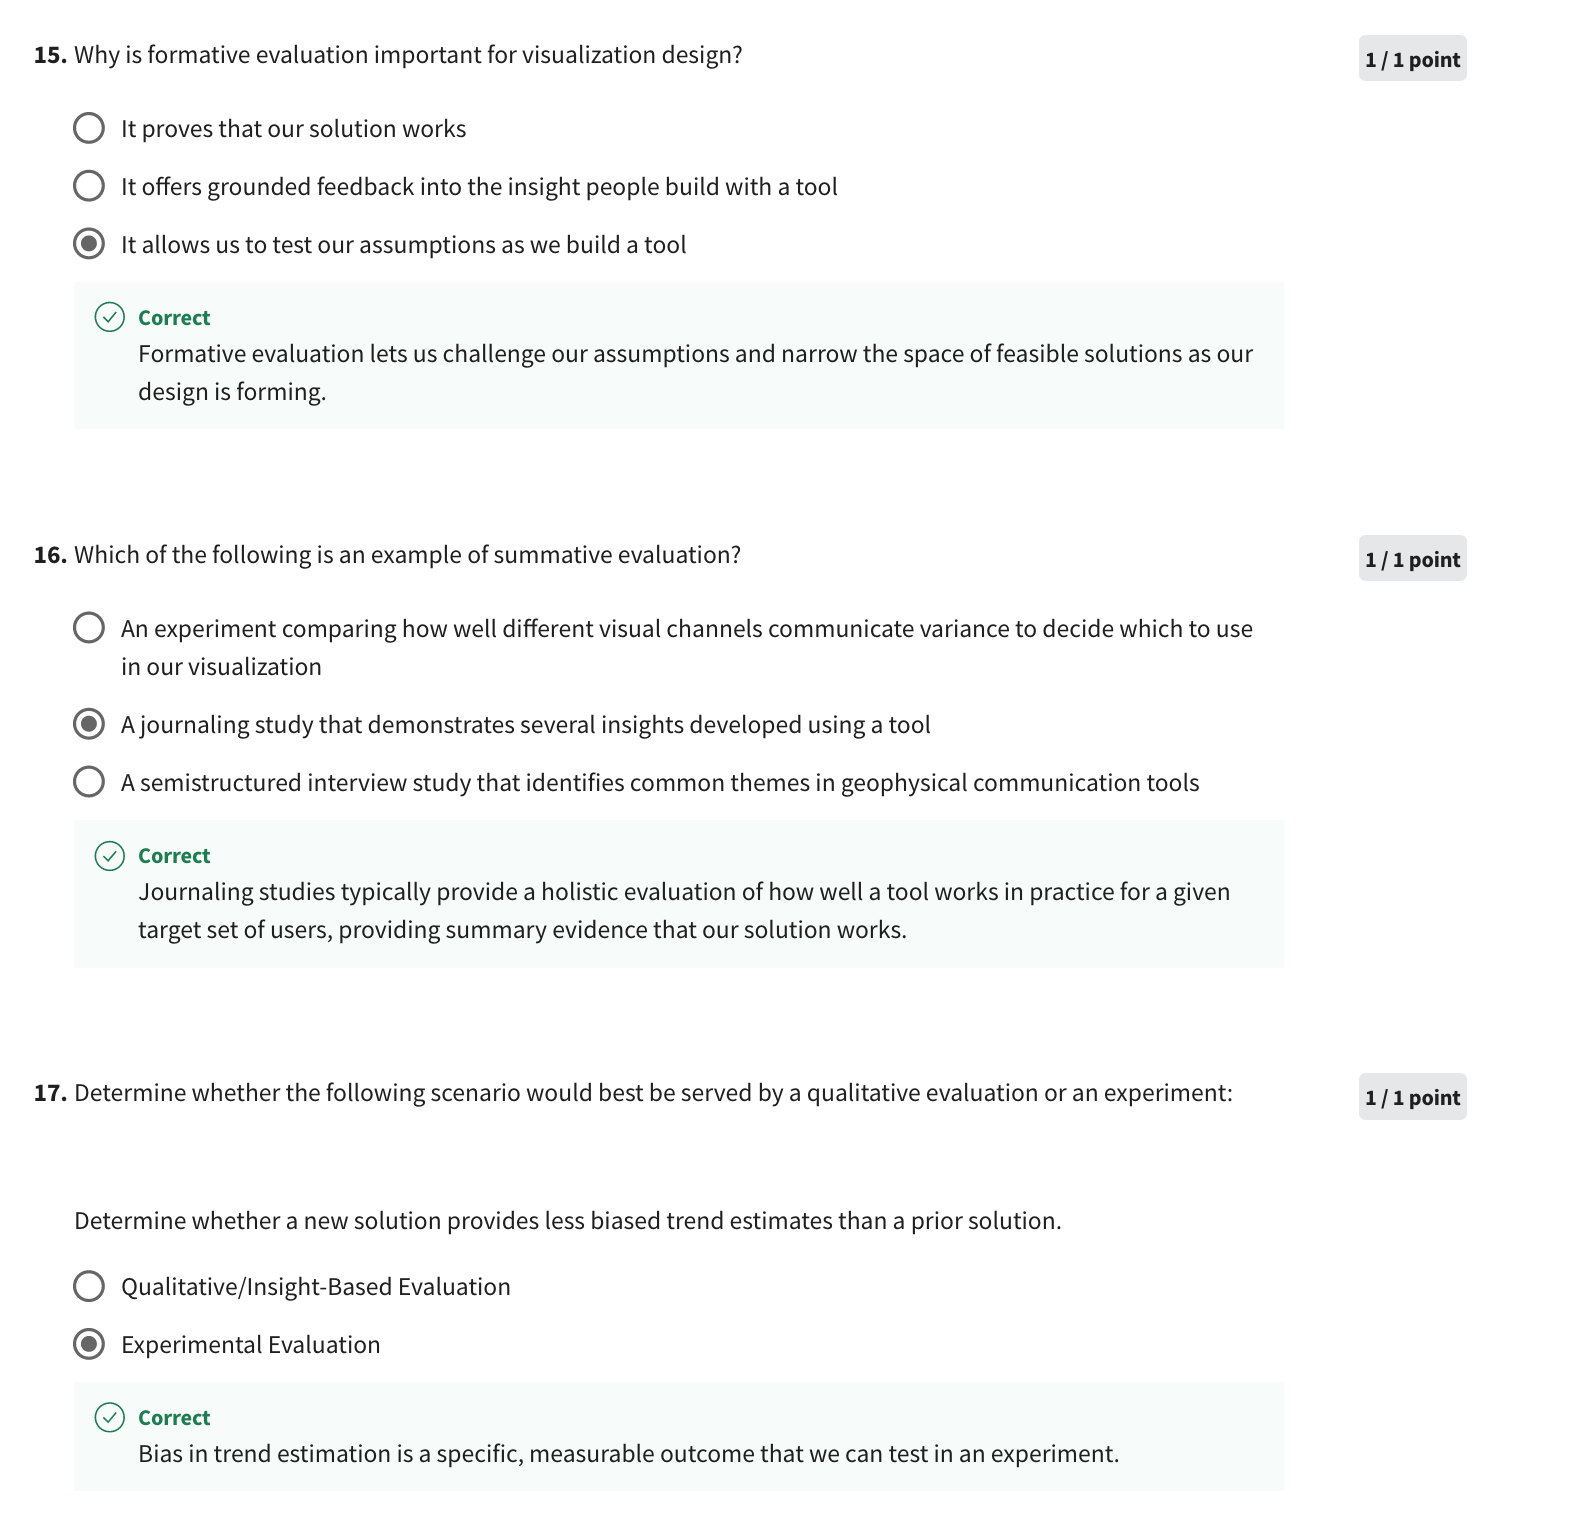 15. Why is formative evaluation important for visualization design?
1 / 1 point
It proves that our solution works
It offers grounded feedback into the insight people build with a tool
It allows us to test our assumptions as we build a tool
Correct
Formative evaluation lets us challenge our assumptions and narrow the space of feasible solutions as our
design is forming.
16. Which of the following is an example of summative evaluation?
1 / 1 point
An experiment comparing how well different visual channels communicate variance to decide which to use
in our visualization
A journaling study that demonstrates several insights developed using a tool
A semistructured interview study that identifies common themes in geophysical communication tools
Correct
Journaling studies typically provide a holistic evaluation of how well a tool works in practice for a given
target set of users, providing summary evidence that our solution works.
17. Determine whether the following scenario would best be served by a qualitative evaluation or an experiment:
1 / 1 point
Determine whether a new solution provides less biased trend estimates than a prior solution.
Qualitative/Insight-Based Evaluation
Experimental Evaluation
Correct
Bias in trend estimation is a specific, measurable outcome that we can test in an experiment.